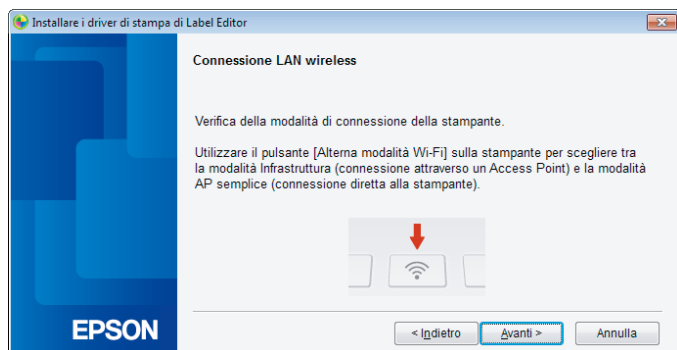 Installare i driver di stampa di Label Editor
Connessione LAN wireless
Verifica della modalità di connessione della stampante.
Utilizzare il pulsante [Alterna modalità Wi-Fi] sulla stampante per scegliere tra
la modalità Infrastruttura (connessione attraverso un Access Point) e la modalità
AP semplice (connessione diretta alla stampante).
EPSON
< Indietro Avanti > Annulla